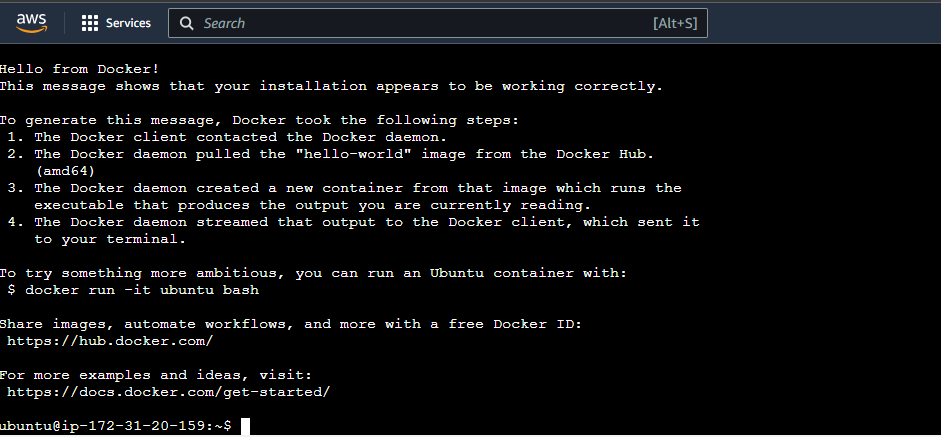 aws
Services
Search
[Alt+S]
Hello from Docker!
This message shows that your installation appears to be working correctly.
To generate this message, Docker took the following steps:
1. The Docker client contacted the Docker daemon.
2. The Docker daemon pulled the "hello-world" image from the Docker Hub.
(amd64)
3. The Docker daemon created a new container from that image which runs the
executable that produces the output you are currently reading.
4. The Docker daemon streamed that output to the Docker client, which sent it
to your terminal.
To try something more ambitious, you can run an Ubuntu container with:
$ docker run -it ubuntu bash
Share images, automate workflows, and more with a free Docker ID:
https://hub.docker.com/
For more examples and ideas, visit:
https://docs.docker.com/get-started/
ubuntu@ip-172-31-20-159:~$